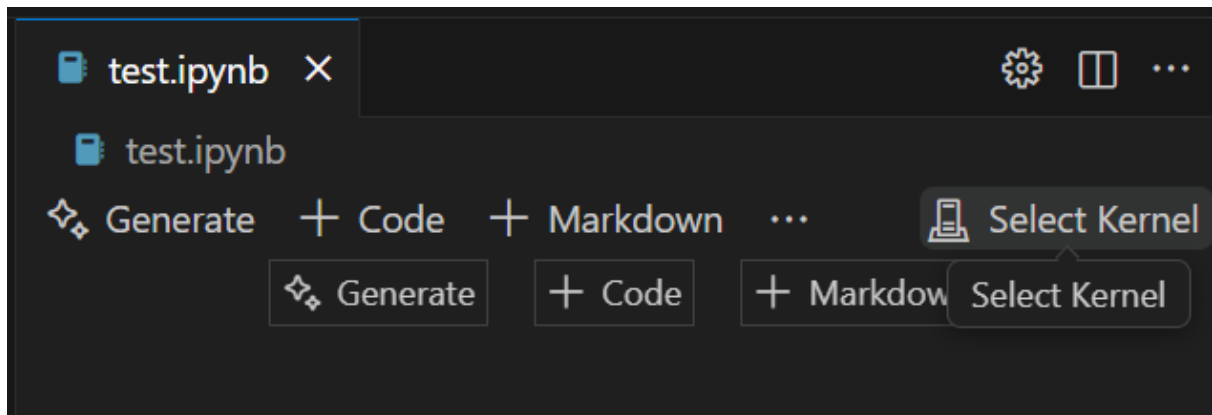 test.ipynb
test.ipynb
Generate Code Markdown ... Select Kernel
Generate Code Markdow Select Kernel